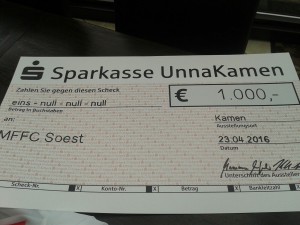 Sparkasse UnnaKamen
Zahlen Sie gegen diesen Scheck
€ 1.000,-
eins - null - null - null
Betrag in Buchstaben
an:
Kamen
Ausstellungsort
MFFC Soest
23.04.2016
Datum
Unterschrift des Ausstellers
Scheck-Nr. X Konto-Nr. X Betrag X Bankleitzahl X